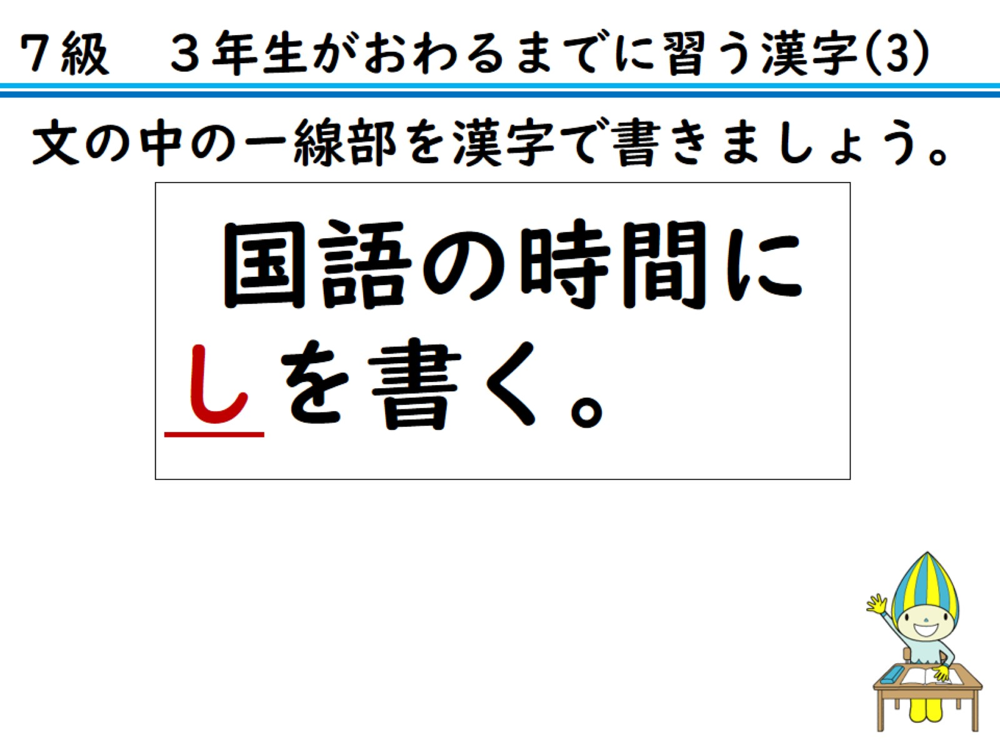 ７級　３年生がおわるまでに習う漢字(3)
文の中の一線部を漢字で書きましょう。
国語の時間に
しを書く。